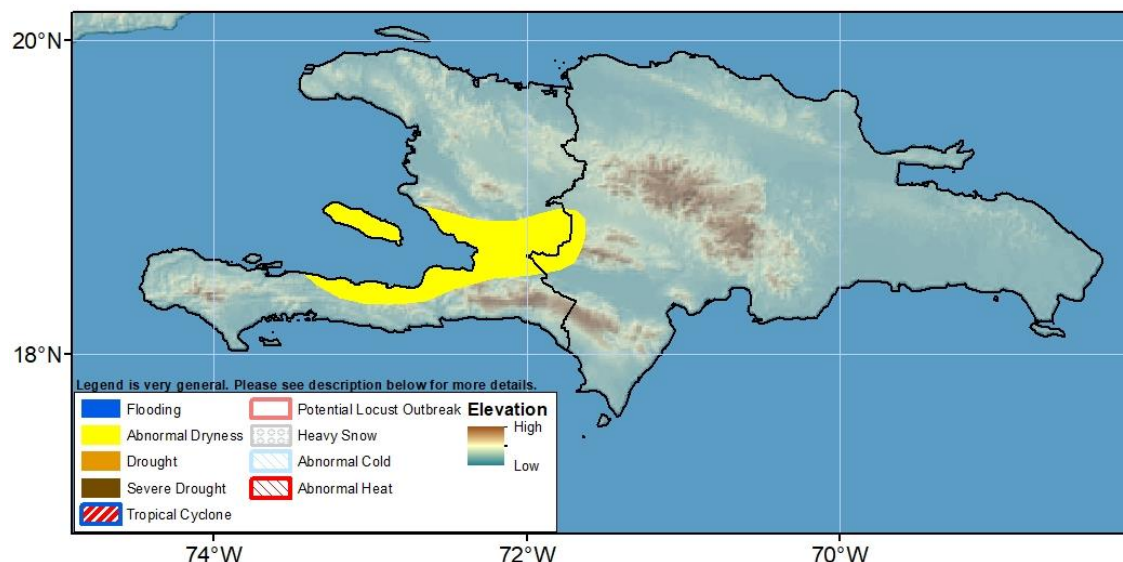 20°N
18°N
Legend is very general. Please see description below for more details.
Flooding
Abnormal Dryness
Drought
Severe Drought
Tropical Cyclone
Potential Locust Outbreak
Heavy Snow
Abnormal Cold
Abnormal Heat
Elevation
High
Low
74°W
72°W
70°W